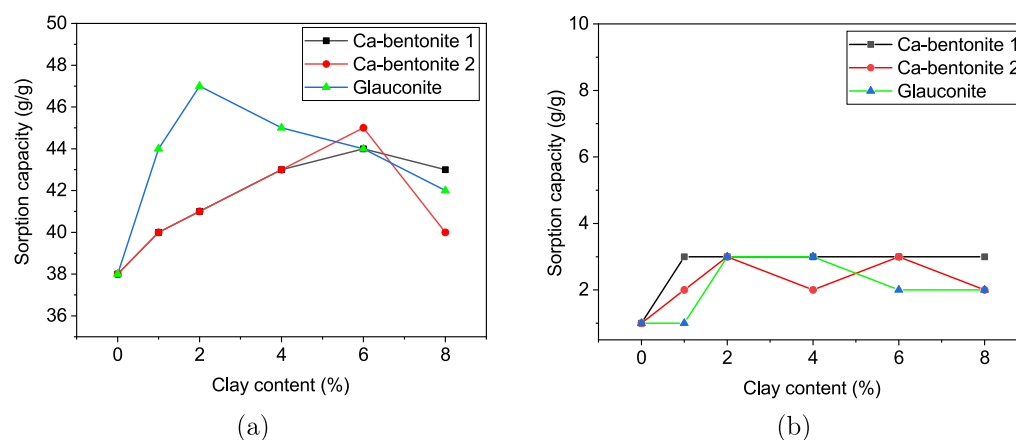 50
48
46
44
42
40
38
36
Sorption capacity (g/g)
0
2
4
6
8
Clay content (%)
Ca-bentonite 1
Ca-bentonite 2
Glauconite
(a)
10
8
6
4
2
Sorption capacity (g/g)
0
2
4
6
8
Clay content (%)
Ca-bentonite 1
Ca-bentonite 2
Glauconite
(b)